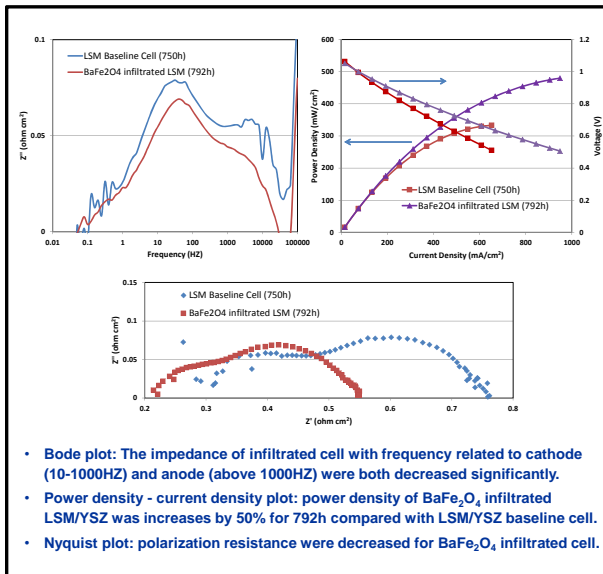 0.1
LSM Baseline Cell (750h)
BaFe2O4 infiltrated LSM (792h)
Z'' (ohm cm²)
0.05
0
0.01 0.1 1 10 100 1000 10000 100000
Frequency (HZ)
600
500
400
300
200
100
0
Power Density (mW/cm²)
1.2
1
0.8
0.6
0.4
0.2
0
Voltage (V)
LSM Baseline Cell (750h)
BaFe2O4 infiltrated LSM (792h)
0 200 400 600 800 1000
Current Density (mA/cm²)
0.15
0.1
0.05
0
Z'' (ohm cm²)
LSM Baseline Cell (750h)
BaFe2O4 infiltrated LSM (792h)
0.2 0.3 0.4 0.5 0.6 0.7 0.8
Z' (ohm cm²)
• Bode plot: The impedance of infiltrated cell with frequency related to cathode
(10-1000HZ) and anode (above 1000HZ) were both decreased significantly.
• Power density - current density plot: power density of BaFe₂O₄ infiltrated
LSM/YSZ was increases by 50% for 792h compared with LSM/YSZ baseline cell.
• Nyquist plot: polarization resistance were decreased for BaFe₂O₄ infiltrated cell.